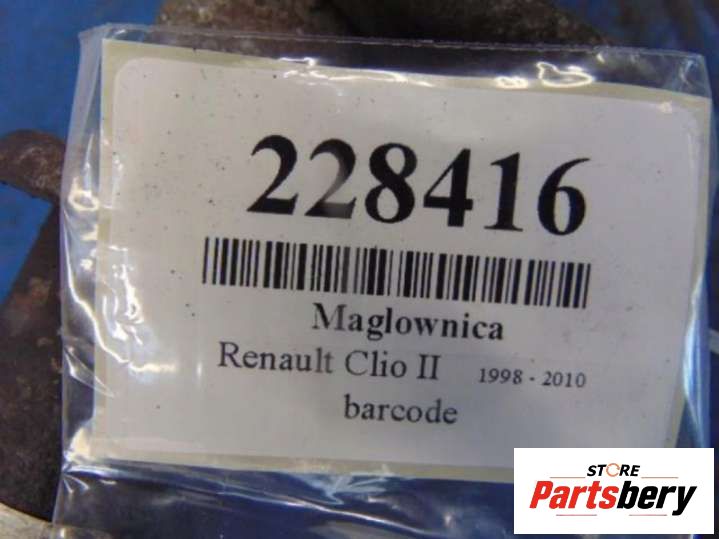 228416
Maglownica
Renault Clio II 1998 - 2010
barcode
STORE
Partsbery